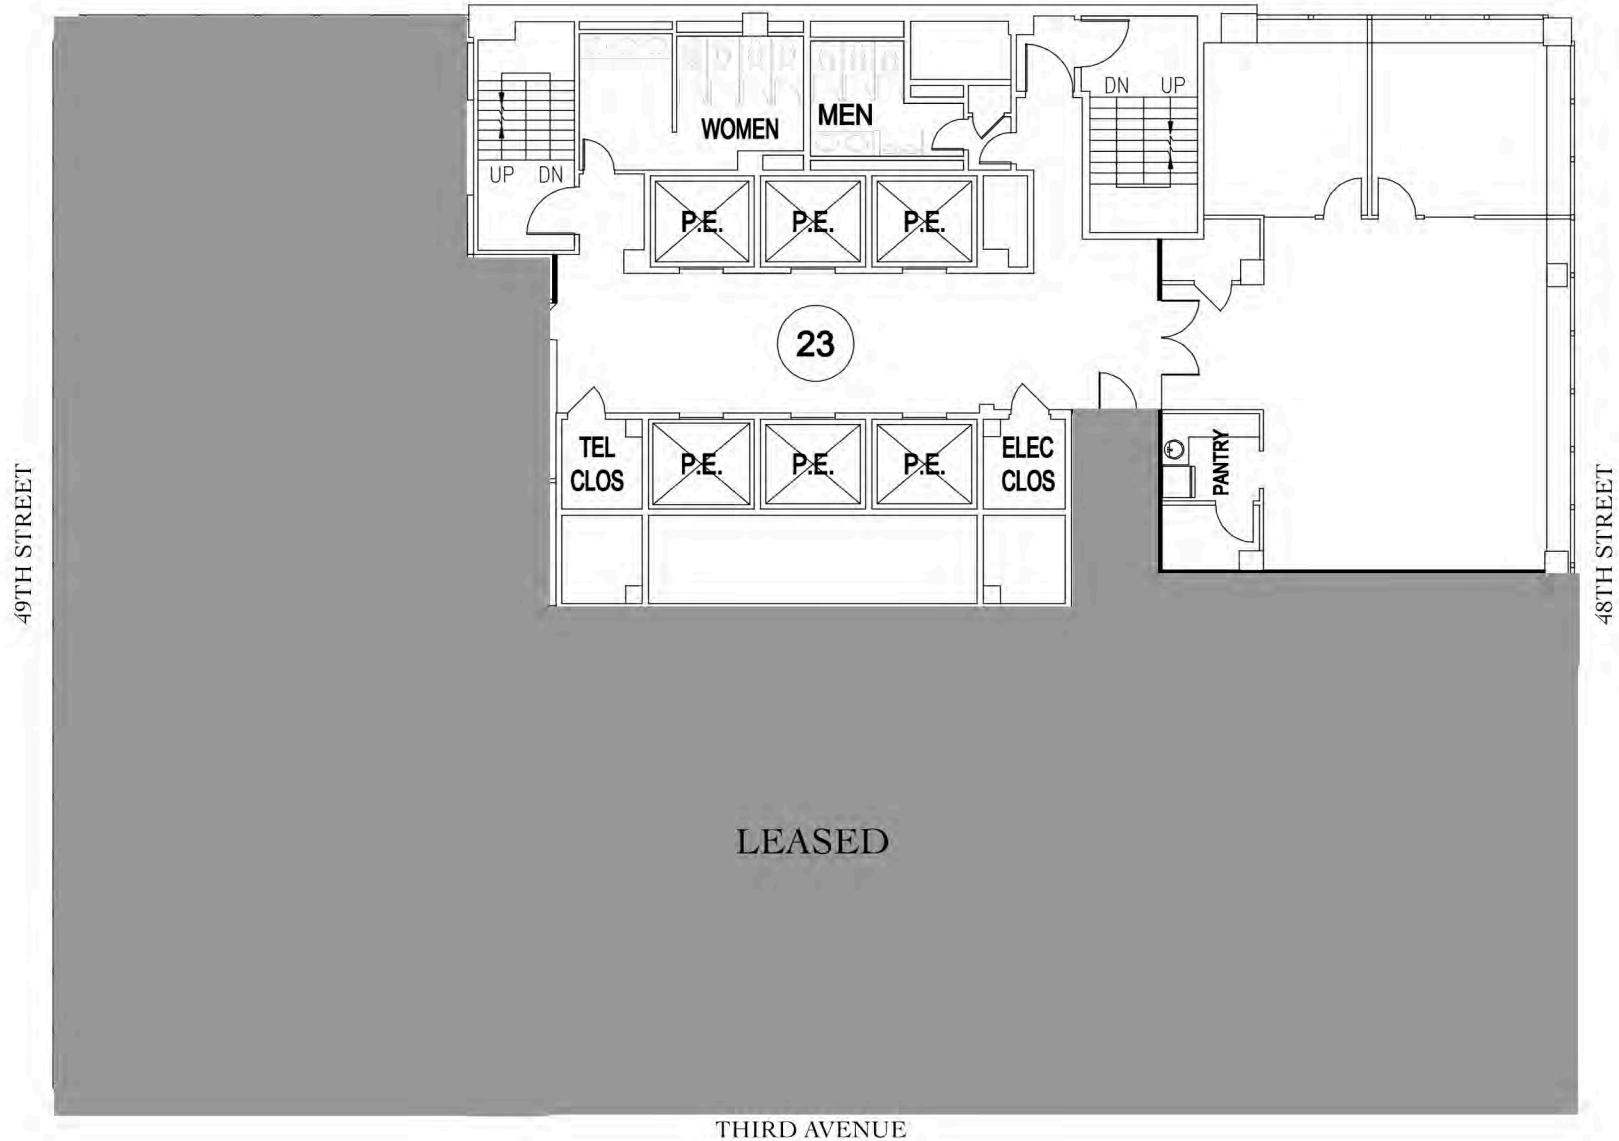 DN UP
WOMEN
MEN
UP DN
P.E. P.E. P.E.
23
TEL
CLOS
P.E. P.E. P.E.
ELEC
CLOS
PANTRY
49TH STREET
48TH STREET
LEASED
THIRD AVENUE